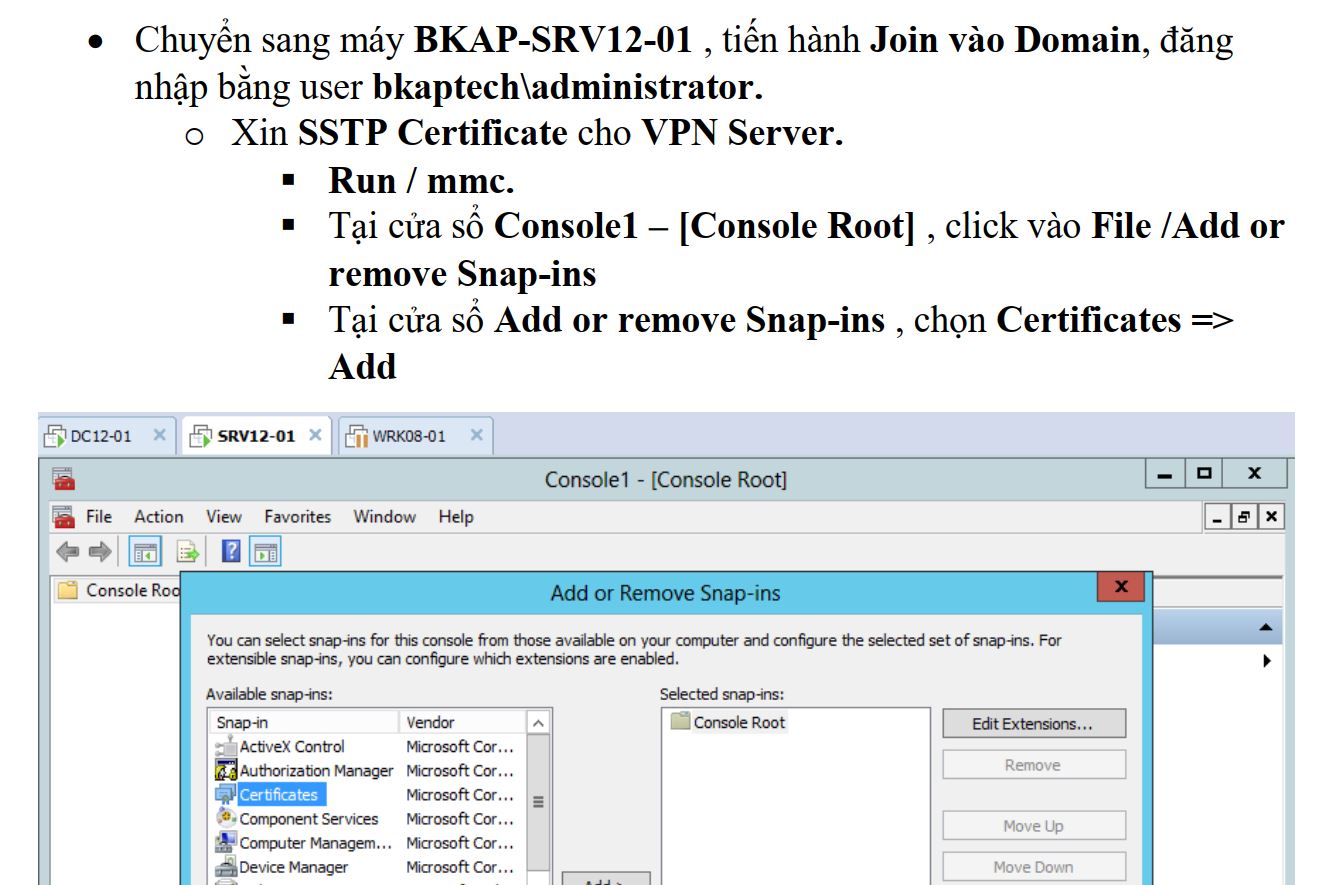 • Chuyển sang máy BKAP-SRV12-01 , tiến hành Join vào Domain, đăng
nhập bằng user bkaptech\administrator.
o Xin SSTP Certificate cho VPN Server.
▪ Run / mmc.
▪ Tại cửa sổ Console1 – [Console Root] , click vào File /Add or
remove Snap-ins
▪ Tại cửa sổ Add or remove Snap-ins , chọn Certificates =>
Add
DC12-01 SRV12-01 WRK08-01
Console1 - [Console Root]
File Action View Favorites Window Help
Console Roo
Add or Remove Snap-ins
You can select snap-ins for this console from those available on your computer and configure the selected set of snap-ins. For
extensible snap-ins, you can configure which extensions are enabled.
Available snap-ins: Selected snap-ins:
Snap-in Vendor Console Root Edit Extensions...
ActiveX Control Microsoft Cor...
Authorization Manager Microsoft Cor... Remove
Certificates Microsoft Cor...
Component Services Microsoft Cor... Move Up
Computer Managem... Microsoft Cor...
Device Manager Microsoft Cor... Move Down
Add >